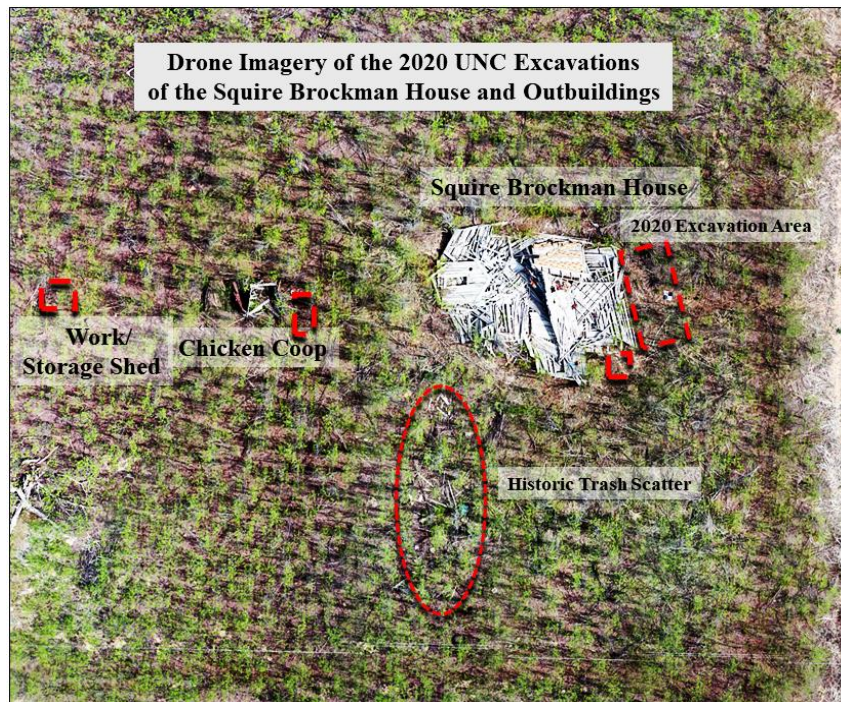 Drone Imagery of the 2020 UNC Excavations
of the Squire Brockman House and Outbuildings
Squire Brockman House
2020 Excavation Area
Work/
Storage Shed
Chicken Coop
Historic Trash Scatter